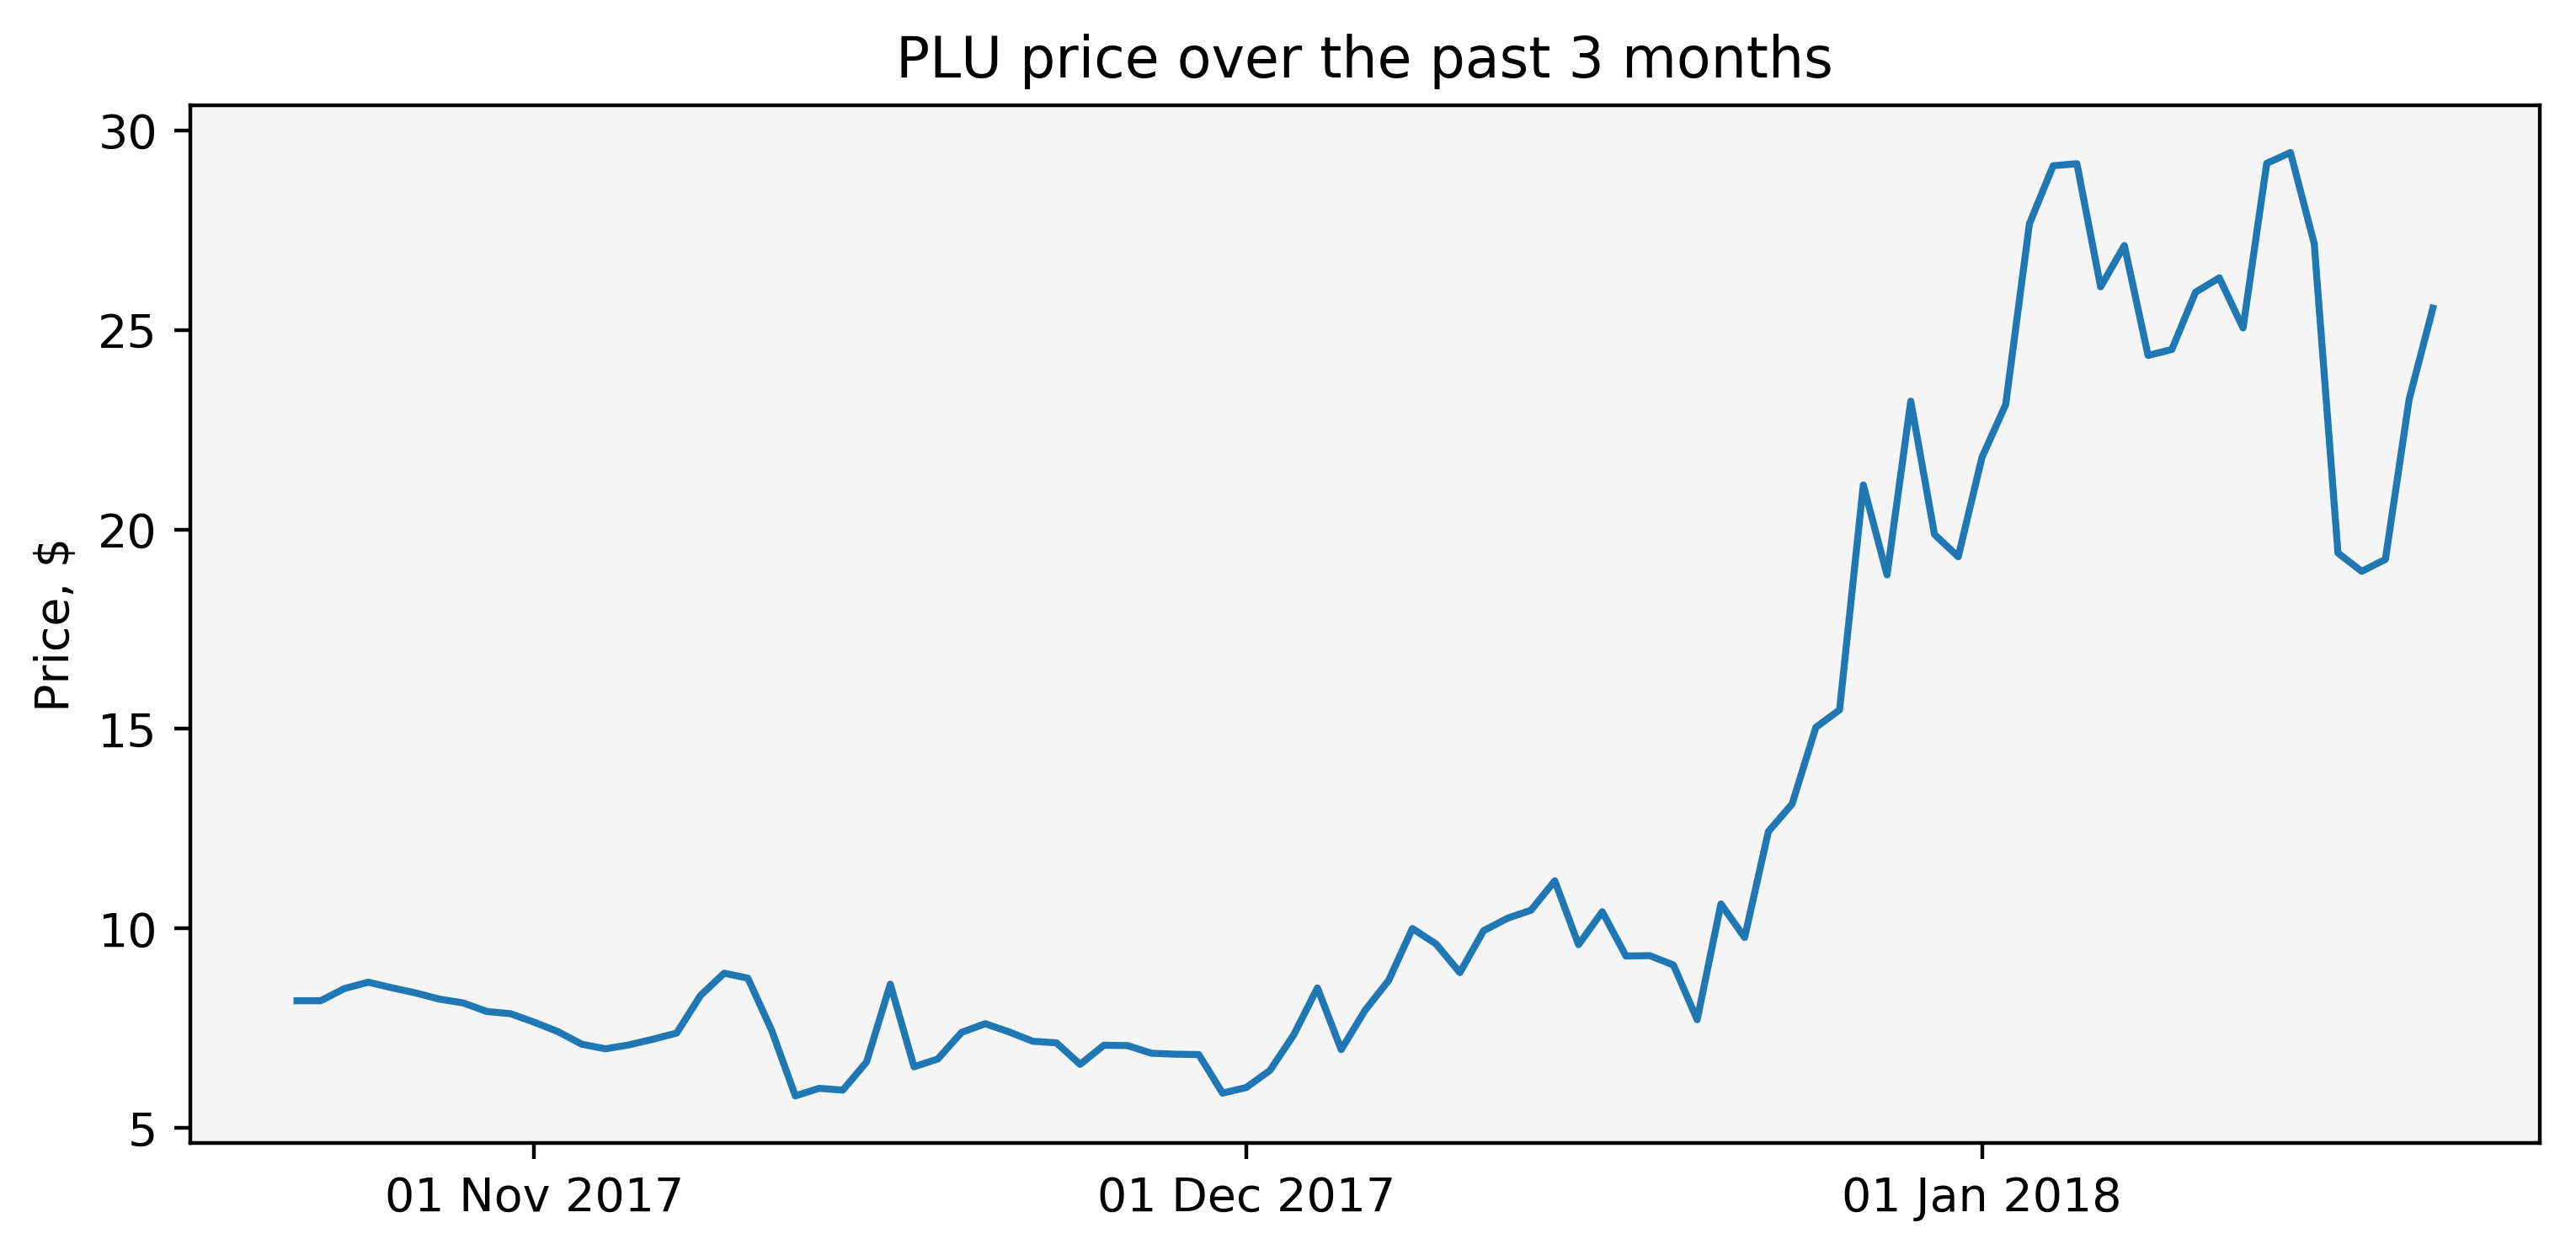 PLU price over the past 3 months
Price, $
30
25
20
15
10
5
01 Nov 2017
01 Dec 2017
01 Jan 2018